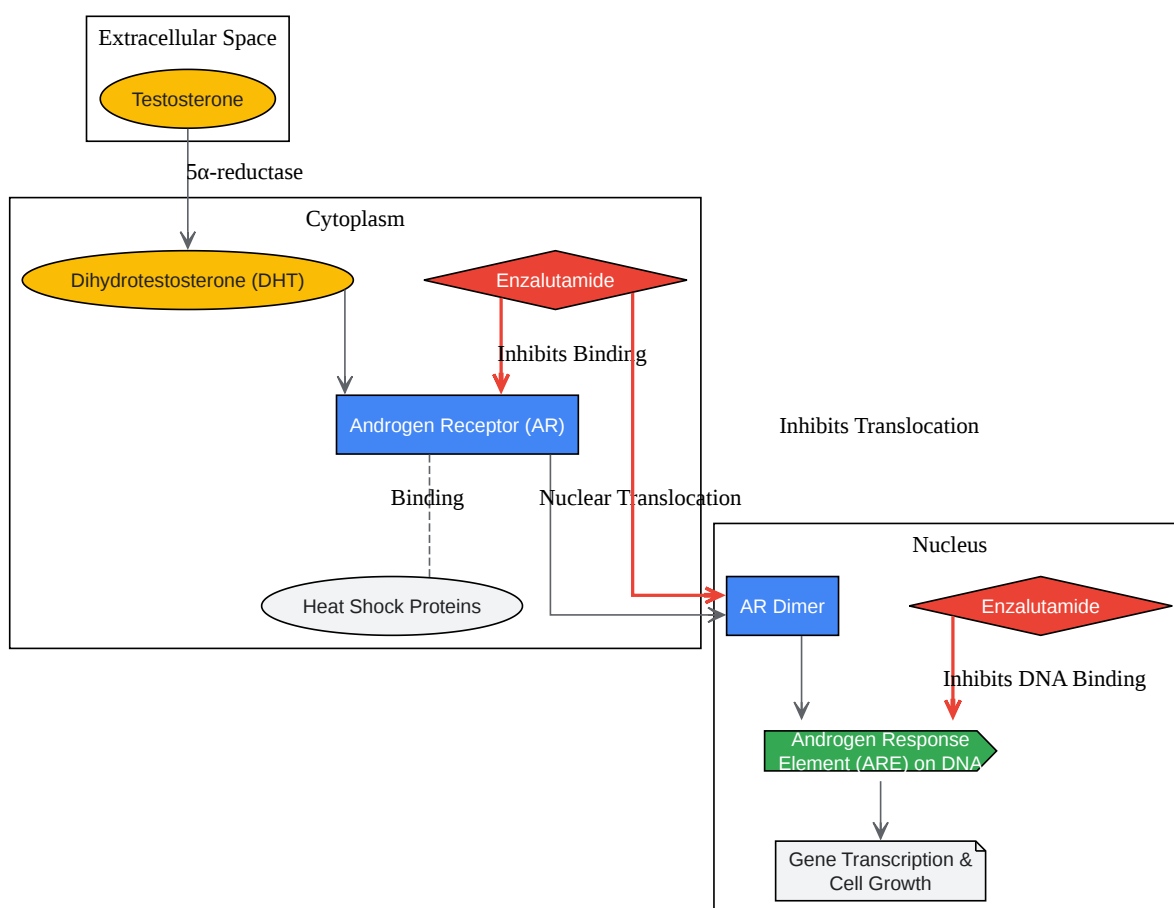 Extracellular Space
Testosterone
5α-reductase
Cytoplasm
Dihydrotestosterone (DHT)
Enzalutamide
Inhibits Binding
Androgen Receptor (AR)
Inhibits Translocation
Binding
Nuclear Translocation
Nucleus
Heat Shock Proteins
AR Dimer
Enzalutamide
Inhibits DNA Binding
Androgen Response
Element (ARE) on DNA
Gene Transcription &
Cell Growth